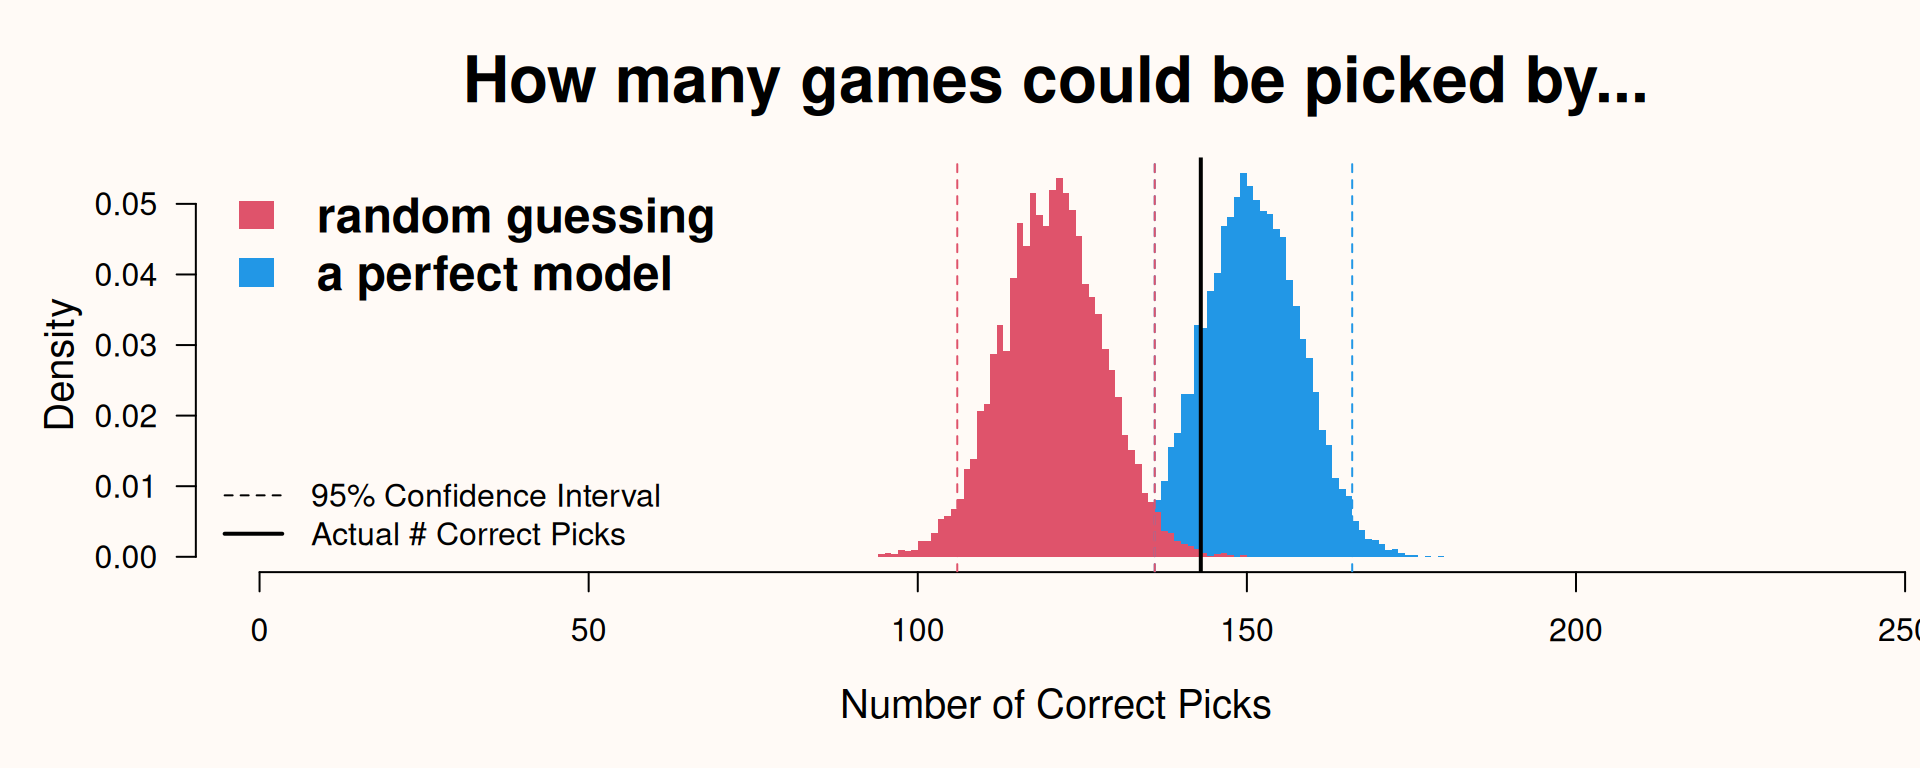 How many games could be picked by...
random guessing
a perfect model
0.05
0.04
0.03
0.02
0.01
0.00
Density
95% Confidence Interval
Actual # Correct Picks
0 50 100 150 200 250
Number of Correct Picks